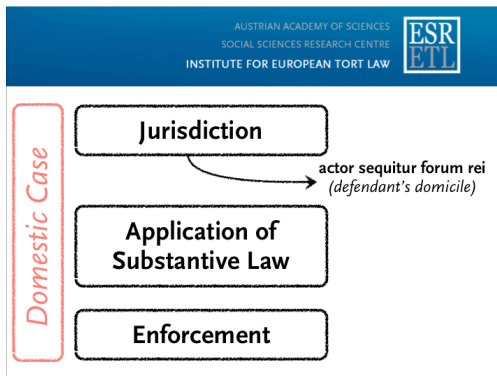 AUSTRIAN ACADEMY OF SCIENCES
SOCIAL SCIENCES RESEARCH CENTRE
INSTITUTE FOR EUROPEAN TORT LAW
ESR
ETL
Domestic Case
Jurisdiction
actor sequitur forum rei
(defendant's domicile)
Application of
Substantive Law
Enforcement